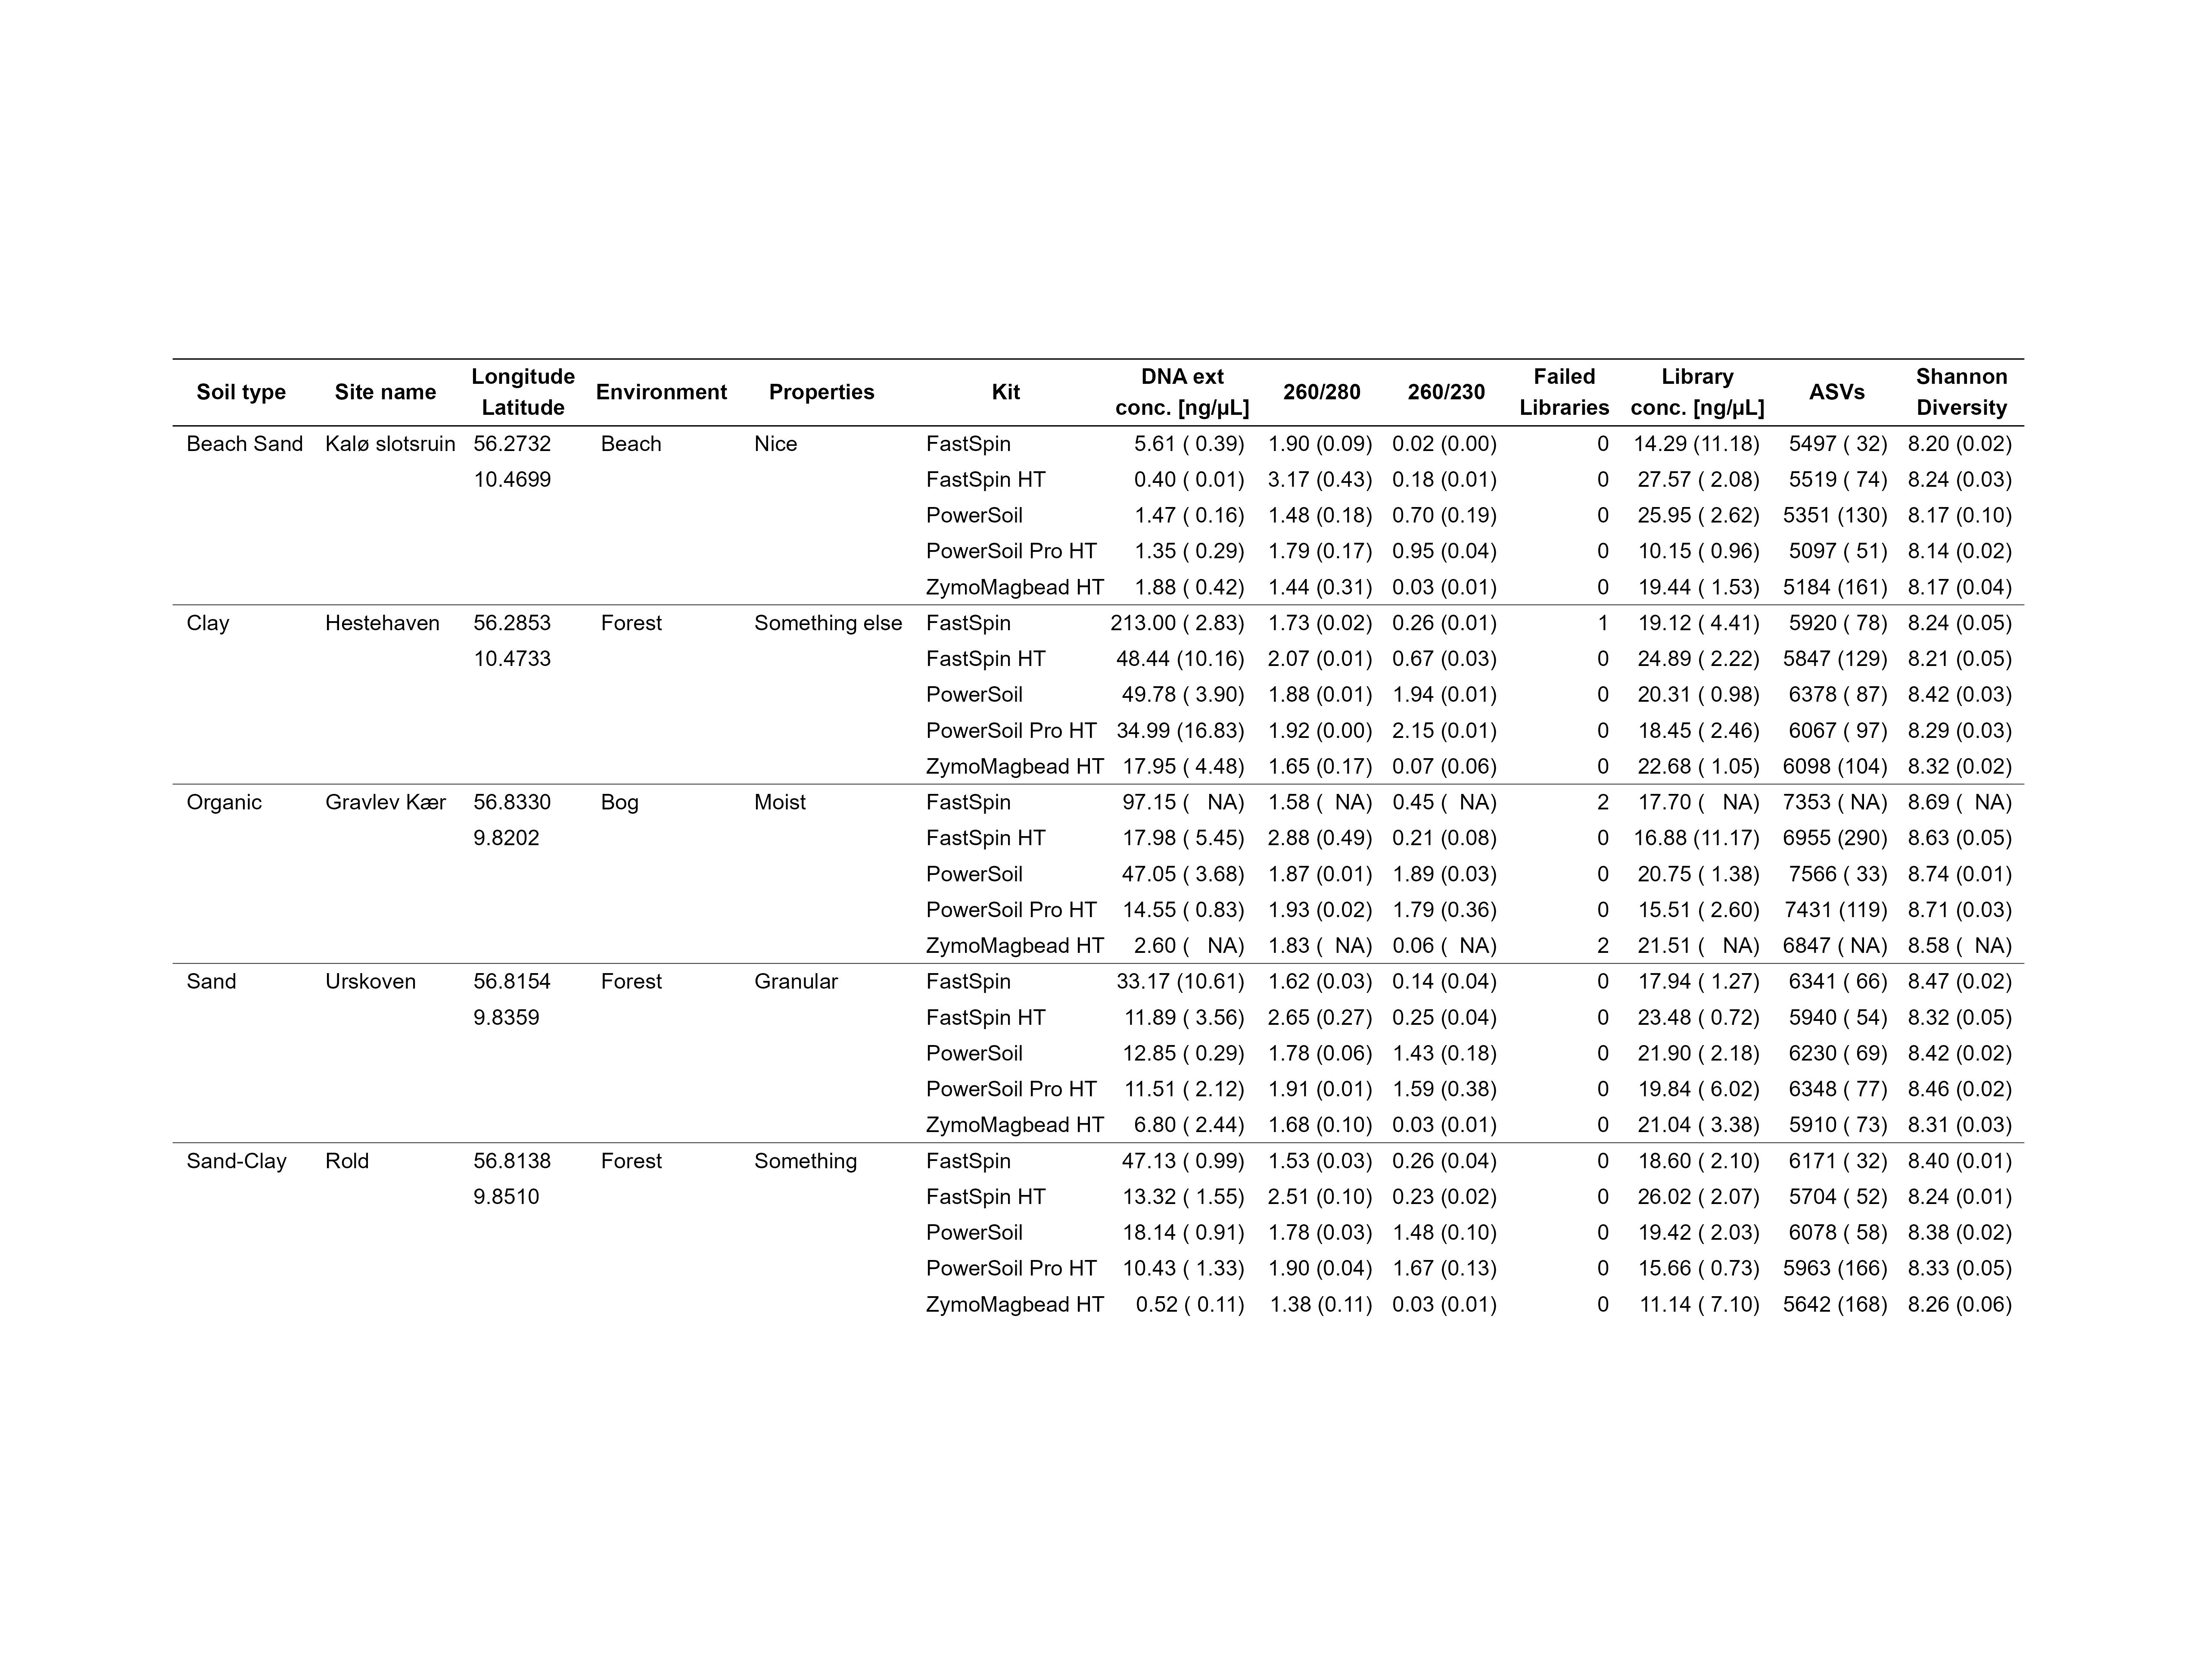 Soil type Site name Longitude Latitude Environment Properties Kit DNA ext conc. [ng/µL] 260/280 260/230 Failed Libraries Library conc. [ng/µL] ASVs Shannon Diversity
Beach Sand Kalø slotsruin 56.2732 Beach Nice FastSpin 5.61 ( 0.39) 1.90 (0.09) 0.02 (0.00) 0 14.29 (11.18) 5497 ( 32) 8.20 (0.02)
10.4699 FastSpin HT 0.40 ( 0.01) 3.17 (0.43) 0.18 (0.01) 0 27.57 ( 2.08) 5519 ( 74) 8.24 (0.03)
PowerSoil 1.47 ( 0.16) 1.48 (0.18) 0.70 (0.19) 0 25.95 ( 2.62) 5351 (130) 8.17 (0.10)
PowerSoil Pro HT 1.35 ( 0.29) 1.79 (0.17) 0.95 (0.04) 0 10.15 ( 0.96) 5097 ( 51) 8.14 (0.02)
ZymoMagbead HT 1.88 ( 0.42) 1.44 (0.31) 0.03 (0.01) 0 19.44 ( 1.53) 5184 (161) 8.17 (0.04)
Clay Hestehaven 56.2853 Forest Something else FastSpin 213.00 ( 2.83) 1.73 (0.02) 0.26 (0.01) 1 19.12 ( 4.41) 5920 ( 78) 8.24 (0.05)
10.4733 FastSpin HT 48.44 (10.16) 2.07 (0.01) 0.67 (0.03) 0 24.89 ( 2.22) 5847 (129) 8.21 (0.05)
PowerSoil 49.78 ( 3.90) 1.88 (0.01) 1.94 (0.01) 0 20.31 ( 0.98) 6378 ( 87) 8.42 (0.03)
PowerSoil Pro HT 34.99 (16.83) 1.92 (0.00) 2.15 (0.01) 0 18.45 ( 2.46) 6067 ( 97) 8.29 (0.03)
ZymoMagbead HT 17.95 ( 4.48) 1.65 (0.17) 0.07 (0.06) 0 22.68 ( 1.05) 6098 (104) 8.32 (0.02)
Organic Gravlev Kær 56.8330 Bog Moist FastSpin 97.15 ( NA) 1.58 ( NA) 0.45 ( NA) 2 17.70 ( NA) 7353 ( NA) 8.69 ( NA)
9.8202 FastSpin HT 17.98 ( 5.45) 2.88 (0.49) 0.21 (0.08) 0 16.88 (11.17) 6955 (290) 8.63 (0.05)
PowerSoil 47.05 ( 3.68) 1.87 (0.01) 1.89 (0.03) 0 20.75 ( 1.38) 7566 ( 33) 8.74 (0.01)
PowerSoil Pro HT 14.55 ( 0.83) 1.93 (0.02) 1.79 (0.36) 0 15.51 ( 2.60) 7431 (119) 8.71 (0.03)
ZymoMagbead HT 2.60 ( NA) 1.83 ( NA) 0.06 ( NA) 2 21.51 ( NA) 6847 ( NA) 8.58 ( NA)
Sand Urskoven 56.8154 Forest Granular FastSpin 33.17 (10.61) 1.62 (0.03) 0.14 (0.04) 0 17.94 ( 1.27) 6341 ( 66) 8.47 (0.02)
9.8359 FastSpin HT 11.89 ( 3.56) 2.65 (0.27) 0.25 (0.04) 0 23.48 ( 0.72) 5940 ( 54) 8.32 (0.05)
PowerSoil 12.85 ( 0.29) 1.78 (0.06) 1.43 (0.18) 0 21.90 ( 2.18) 6230 ( 69) 8.42 (0.02)
PowerSoil Pro HT 11.51 ( 2.12) 1.91 (0.01) 1.59 (0.38) 0 19.84 ( 6.02) 6348 ( 77) 8.46 (0.02)
ZymoMagbead HT 6.80 ( 2.44) 1.68 (0.10) 0.03 (0.01) 0 21.04 ( 3.38) 5910 ( 73) 8.31 (0.03)
Sand-Clay Rold 56.8138 Forest Something FastSpin 47.13 ( 0.99) 1.53 (0.03) 0.26 (0.04) 0 18.60 ( 2.10) 6171 ( 32) 8.40 (0.01)
9.8510 FastSpin HT 13.32 ( 1.55) 2.51 (0.10) 0.23 (0.02) 0 26.02 ( 2.07) 5704 ( 52) 8.24 (0.01)
PowerSoil 18.14 ( 0.91) 1.78 (0.03) 1.48 (0.10) 0 19.42 ( 2.03) 6078 ( 58) 8.38 (0.02)
PowerSoil Pro HT 10.43 ( 1.33) 1.90 (0.04) 1.67 (0.13) 0 15.66 ( 0.73) 5963 (166) 8.33 (0.05)
ZymoMagbead HT 0.52 ( 0.11) 1.38 (0.11) 0.03 (0.01) 0 11.14 ( 7.10) 5642 (168) 8.26 (0.06)